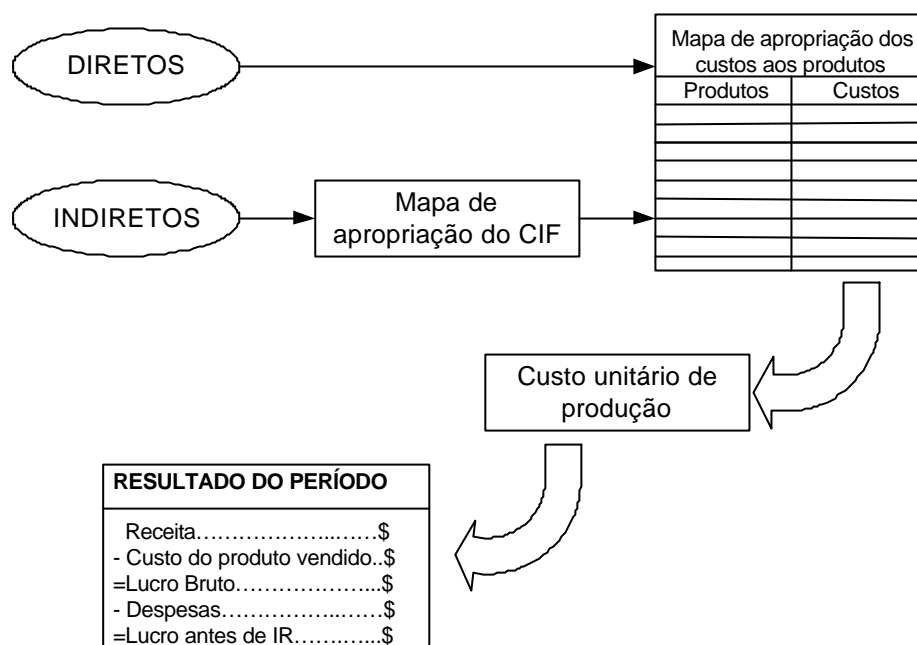 DIRETOS
Mapa de apropriação dos
custos aos produtos
Produtos Custos
INDIRETOS
Mapa de
apropriação do CIF
Custo unitário de
produção
RESULTADO DO PERÍODO
Receita…………………..……$
- Custo do produto vendido..$
=Lucro Bruto…………………...$
- Despesas……………..……$
=Lucro antes de IR…….…...$